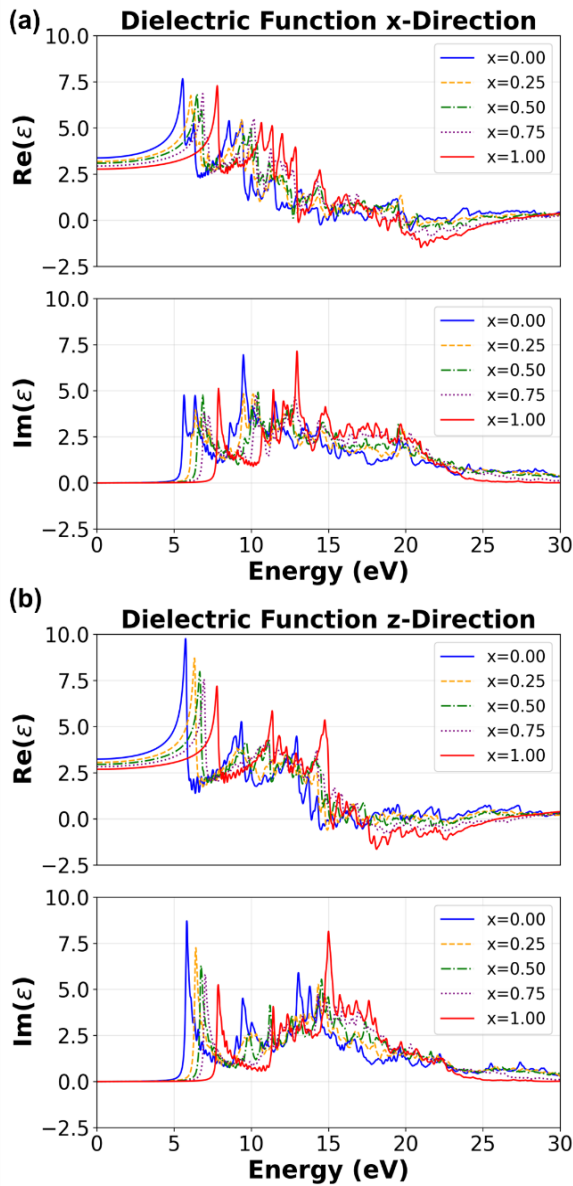 (a)
Dielectric Function x-Direction
10.0
7.5
5.0
2.5
0.0
−2.5
Re(ε)
x=0.00
x=0.25
x=0.50
x=0.75
x=1.00
10.0
7.5
5.0
2.5
0.0
−2.5
Im(ε)
x=0.00
x=0.25
x=0.50
x=0.75
x=1.00
0 5 10 15 20 25 30
Energy (eV)
(b)
Dielectric Function z-Direction
10.0
7.5
5.0
2.5
0.0
−2.5
Re(ε)
x=0.00
x=0.25
x=0.50
x=0.75
x=1.00
10.0
7.5
5.0
2.5
0.0
−2.5
Im(ε)
x=0.00
x=0.25
x=0.50
x=0.75
x=1.00
0 5 10 15 20 25 30
Energy (eV)